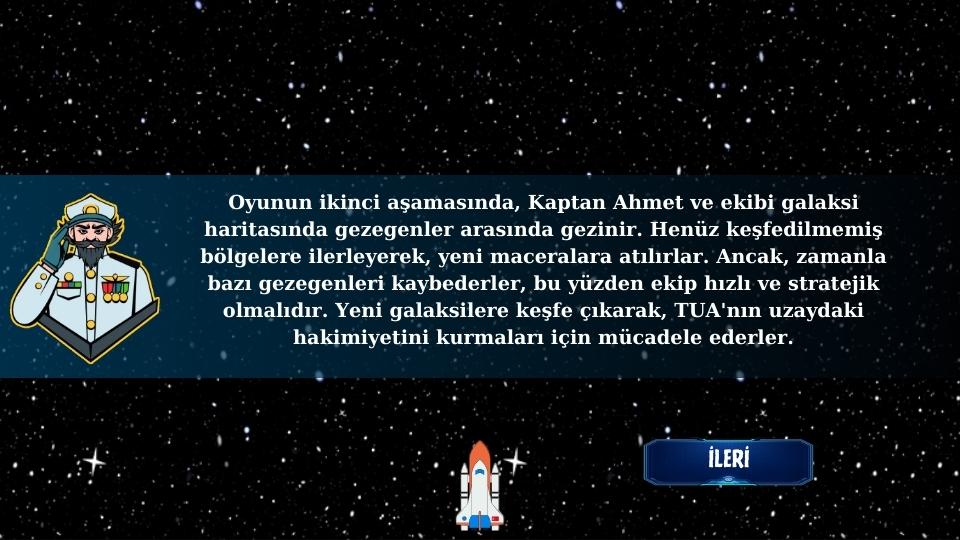 Oyunun ikinci aşamasında, Kaptan Ahmet ve ekibi galaksi
haritasında gezegenler arasında gezinir. Henüz keşfedilmemiş
bölgelere ilerleyerek, yeni maceralara atılırlar. Ancak, zamanla
bazı gezegenleri kaybederler, bu yüzden ekip hızlı ve stratejik
olmalıdır. Yeni galaksilere keşfe çıkarak, TUA'nın uzaydaki
hakimiyetini kurmaları için mücadele ederler.
İLERİ